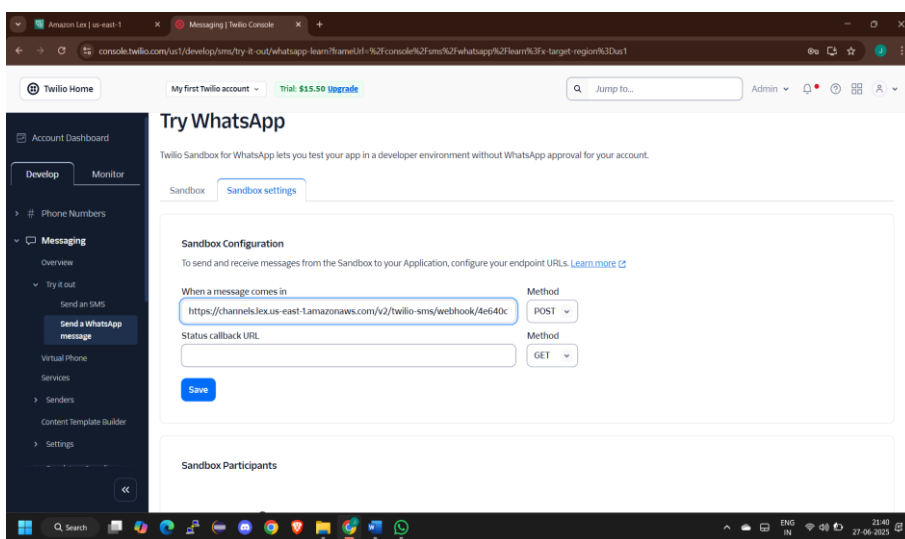 Amazon Lex | us-east-1
Messaging | Twilio Console
console.twilio.com/us1/develop/sms/try-it-out/whatsapp-learn?frameUrl=%2Fconsole%2Fsms%2Fwhatsapp%2Flearn%3Fx-target-region%3Dus1
Twilio Home
My first Twilio account
Trial: $15.50 Upgrade
Jump to...
Admin
Account Dashboard
Develop
Monitor
# Phone Numbers
Messaging
Overview
Try it out
Send an SMS
Send a WhatsApp
message
Virtual Phone
Services
Senders
Content Template Builder
Settings
Try WhatsApp
Twilio Sandbox for WhatsApp lets you test your app in a developer environment without WhatsApp approval for your account.
Sandbox
Sandbox settings
Sandbox Configuration
To send and receive messages from the Sandbox to your Application, configure your endpoint URLs. Learn more
When a message comes in
Method
https://channels.lex.us-east-1.amazonaws.com/v2/twilio-sms/webhook/4e640c
POST
Status callback URL
Method
GET
Save
Sandbox Participants
Search
ENG
IN
21:40
27-06-2025